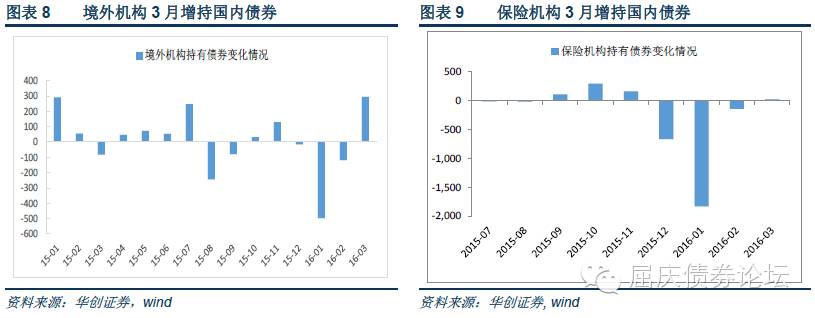 图表 8 境外机构 3 月增持国内债券
境外机构持有债券变化情况
400
300
200
100
0
-100
-200
-300
-400
-500
-600
15-01 15-02 15-03 15-04 15-05 15-06 15-07 15-08 15-09 15-10 15-11 15-12 16-01 16-02 16-03
资料来源：华创证券，wind
图表 9 保险机构 3 月增持国内债券
保险机构持有债券变化情况
500
0
-500
-1,000
-1,500
-2,000
2015-07 2015-08 2015-09 2015-10 2015-11 2015-12 2016-01 2016-02 2016-03
屈庆债券论坛
资料来源：华创证券, wind